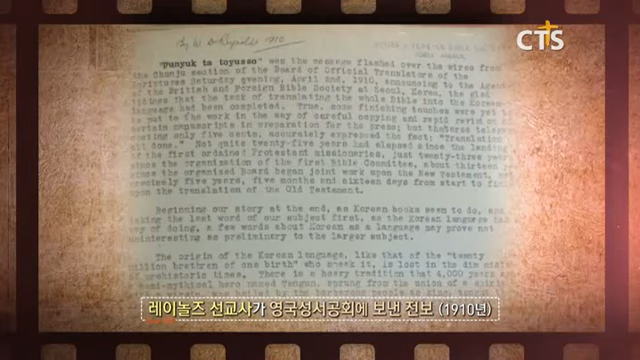 CTS
By W. D. Reynolds 1910
"Punyuk ta toyusso" was the message flashed over the wires from
the Chunju section of the Board of Official Translators of the
Scriptures Saturday evening, April 2nd, 1910, announcing to the Agent
of the British and Foreign Bible Society at Seoul, Korea, the glad
tidings that the task of translating the whole Bible into the Korean
language had been completed. True, some finishing touches were yet to
be put to the work in the way of careful copying and rapid revision of
certain manuscripts in preparation for the press; but that terse telegram
costing only five cents, accurately expressed the fact: "Translation
all done." Not quite twenty-five years had elapsed since the landing
of the first ordained Protestant missionaries, just twenty-three years
since the organization of the first Bible Committee, about thirteen
since the organized Board began joint work upon the New Testament, and
precisely five years, five months and sixteen days from start to finish
upon the translation of the Old Testament.
Beginning our story at the end, as Korean books seem to do, and
taking the last word of our subject first, as the Korean language has
way of doing, a few words about Korean as a language may prove not
uninteresting as preliminary to the larger subject.
The origin of the Korean language, like that of the "twenty
million brethren of one birth" who speak it, is lost in the dim mists
prehistoric times. There is a heavy tradition that 4,000 years ago
semi-mythical hero named Tangun, sprung from the union of a
레이놀즈 선교사가 영국성서공회에 보낸 전보 (1910년)